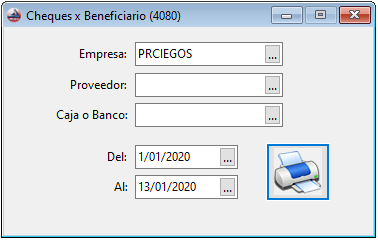 Cheques x Beneficiario (4080)
Empresa: PRCIEGOS ...
Proveedor: ...
Caja o Banco: ...
Del: 1/01/2020 ...
Al: 13/01/2020 ...